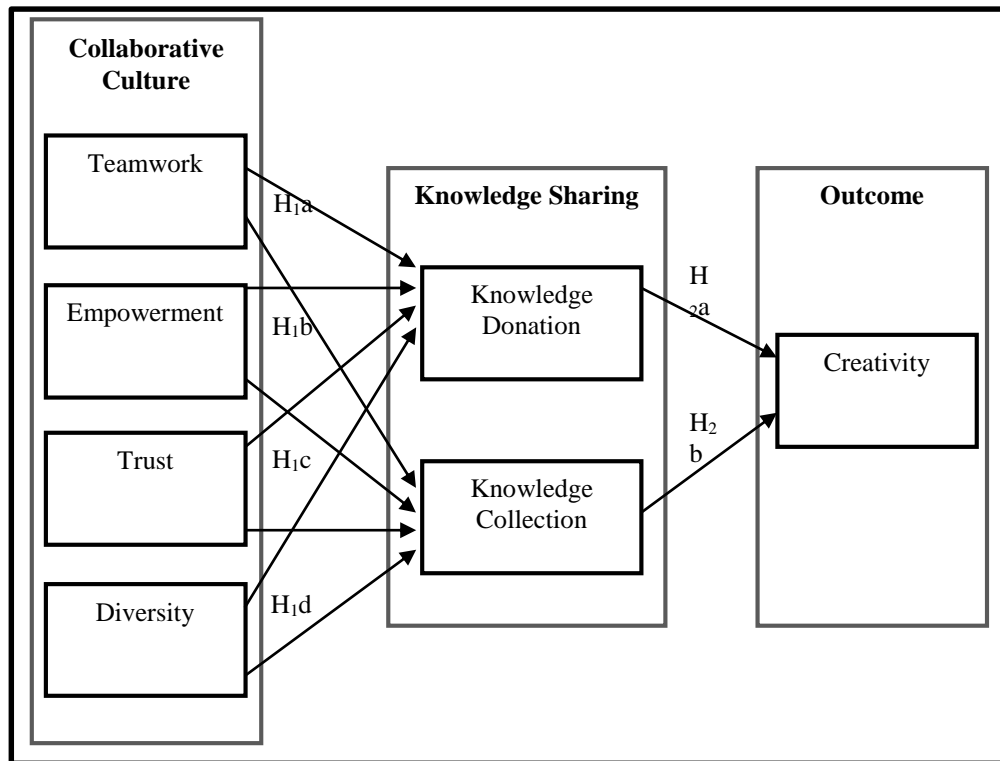 Collaborative
Culture
Teamwork
Empowerment
Trust
Diversity
H₁a
H₁b
H₁c
H₁d
Knowledge Sharing
Knowledge
Donation
Knowledge
Collection
H
₂a
H₂
b
Outcome
Creativity